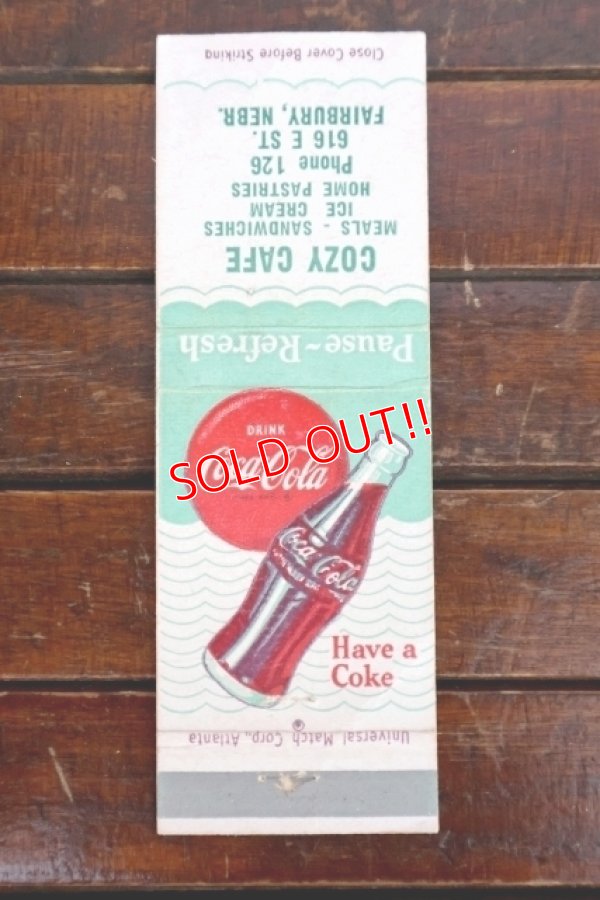 Close Cover Before Striking
FAIRBURY, NEBR.
616 E ST.
Phone 126
HOME PASTRIES
ICE CREAM
MEALS - SANDWICHES
COZY CAFE
Pause~Refresh
DRINK
Coca-Cola
SOLD OUT!!
Coca-Cola
Have a
Coke
Universal Match Corp., Atlanta